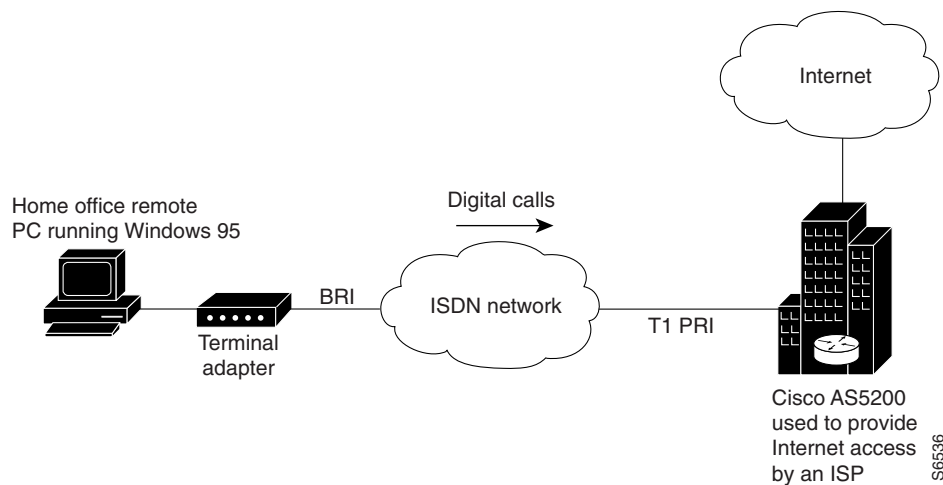 Internet
Digital calls
Home office remote
PC running Windows 95
BRI
ISDN network
T1 PRI
Terminal
adapter
Cisco AS5200
used to provide
Internet access
by an ISP
S6536